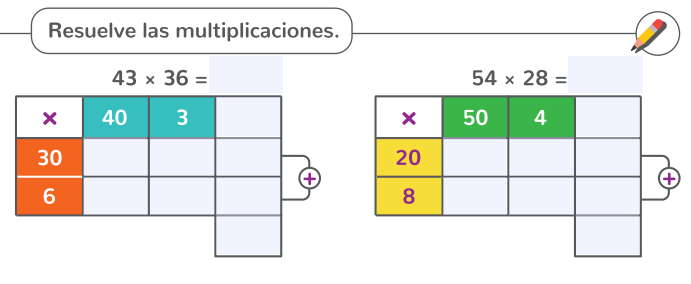 Resuelve las multiplicaciones.
43 × 36 =
× 40 3
30
6
+
54 × 28 =
× 50 4
20
8
+